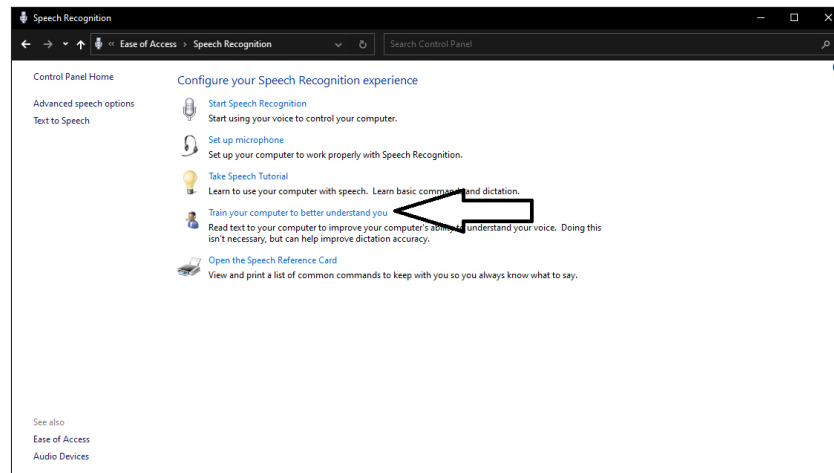 Speech Recognition
« Ease of Access › Speech Recognition
Search Control Panel
Control Panel Home
Advanced speech options
Text to Speech
Configure your Speech Recognition experience
Start Speech Recognition
Start using your voice to control your computer.
Set up microphone
Set up your computer to work properly with Speech Recognition.
Take Speech Tutorial
Learn to use your computer with speech. Learn basic commands and dictation.
Train your computer to better understand you
Read text to your computer to improve your computer's ability to understand your voice. Doing this
isn't necessary, but can help improve dictation accuracy.
Open the Speech Reference Card
View and print a list of common commands to keep with you so you always know what to say.
See also
Ease of Access
Audio Devices